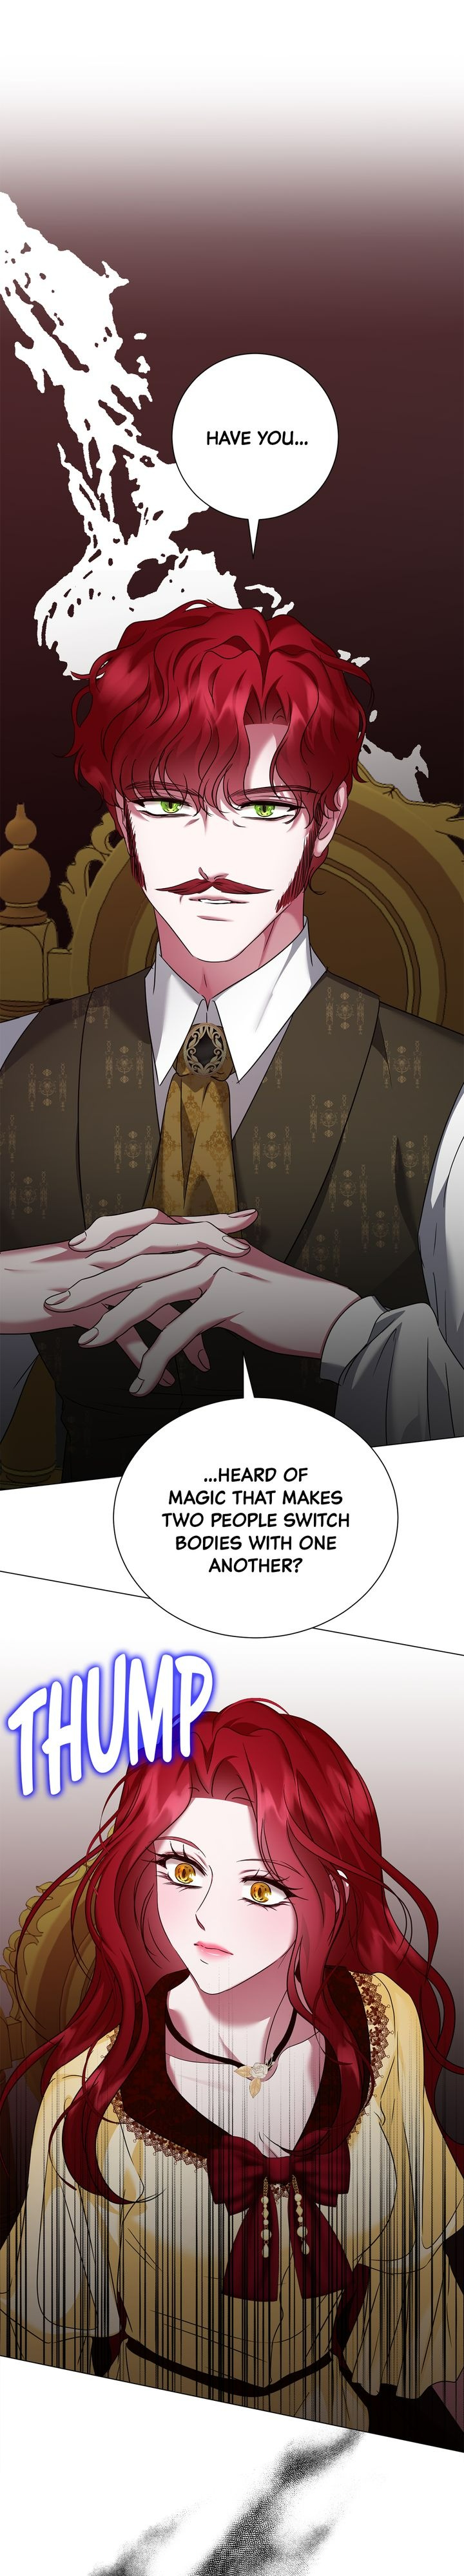 HAVE YOU...
...HEARD OF
MAGIC THAT MAKES
TWO PEOPLE SWITCH
BODIES WITH ONE
ANOTHER?
THUMP